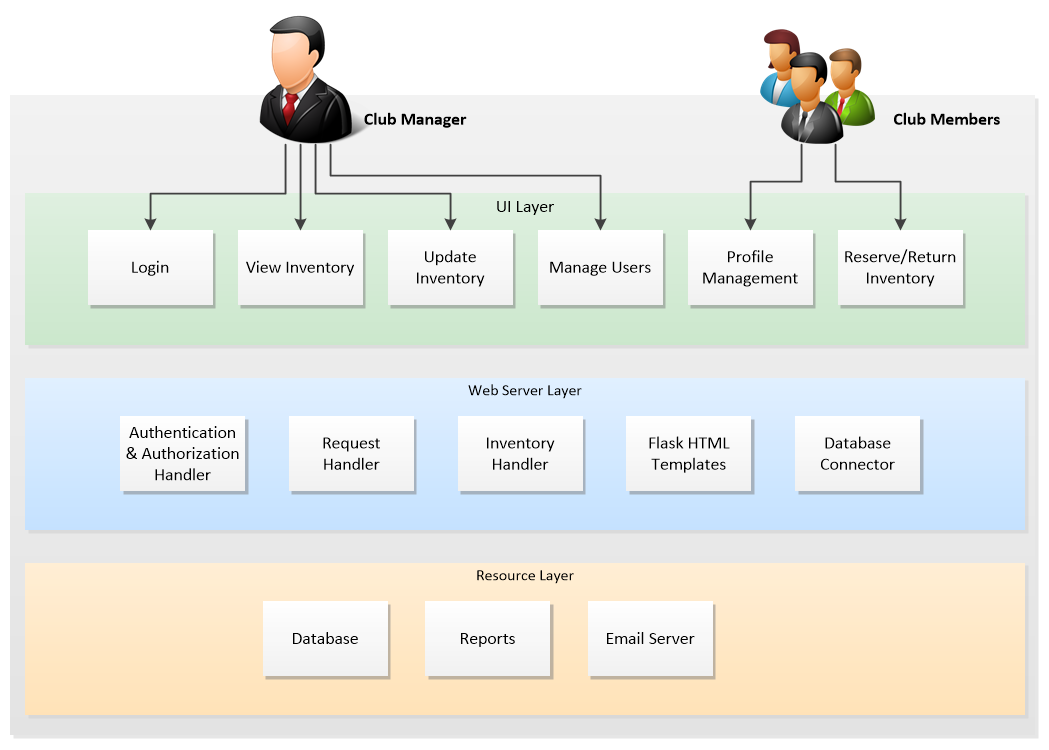 Club Manager
Club Members
UI Layer
Login
View Inventory
Update
Inventory
Manage Users
Profile
Management
Reserve/Return
Inventory
Web Server Layer
Authentication
& Authorization
Handler
Request
Handler
Inventory
Handler
Flask HTML
Templates
Database
Connector
Resource Layer
Database
Reports
Email Server